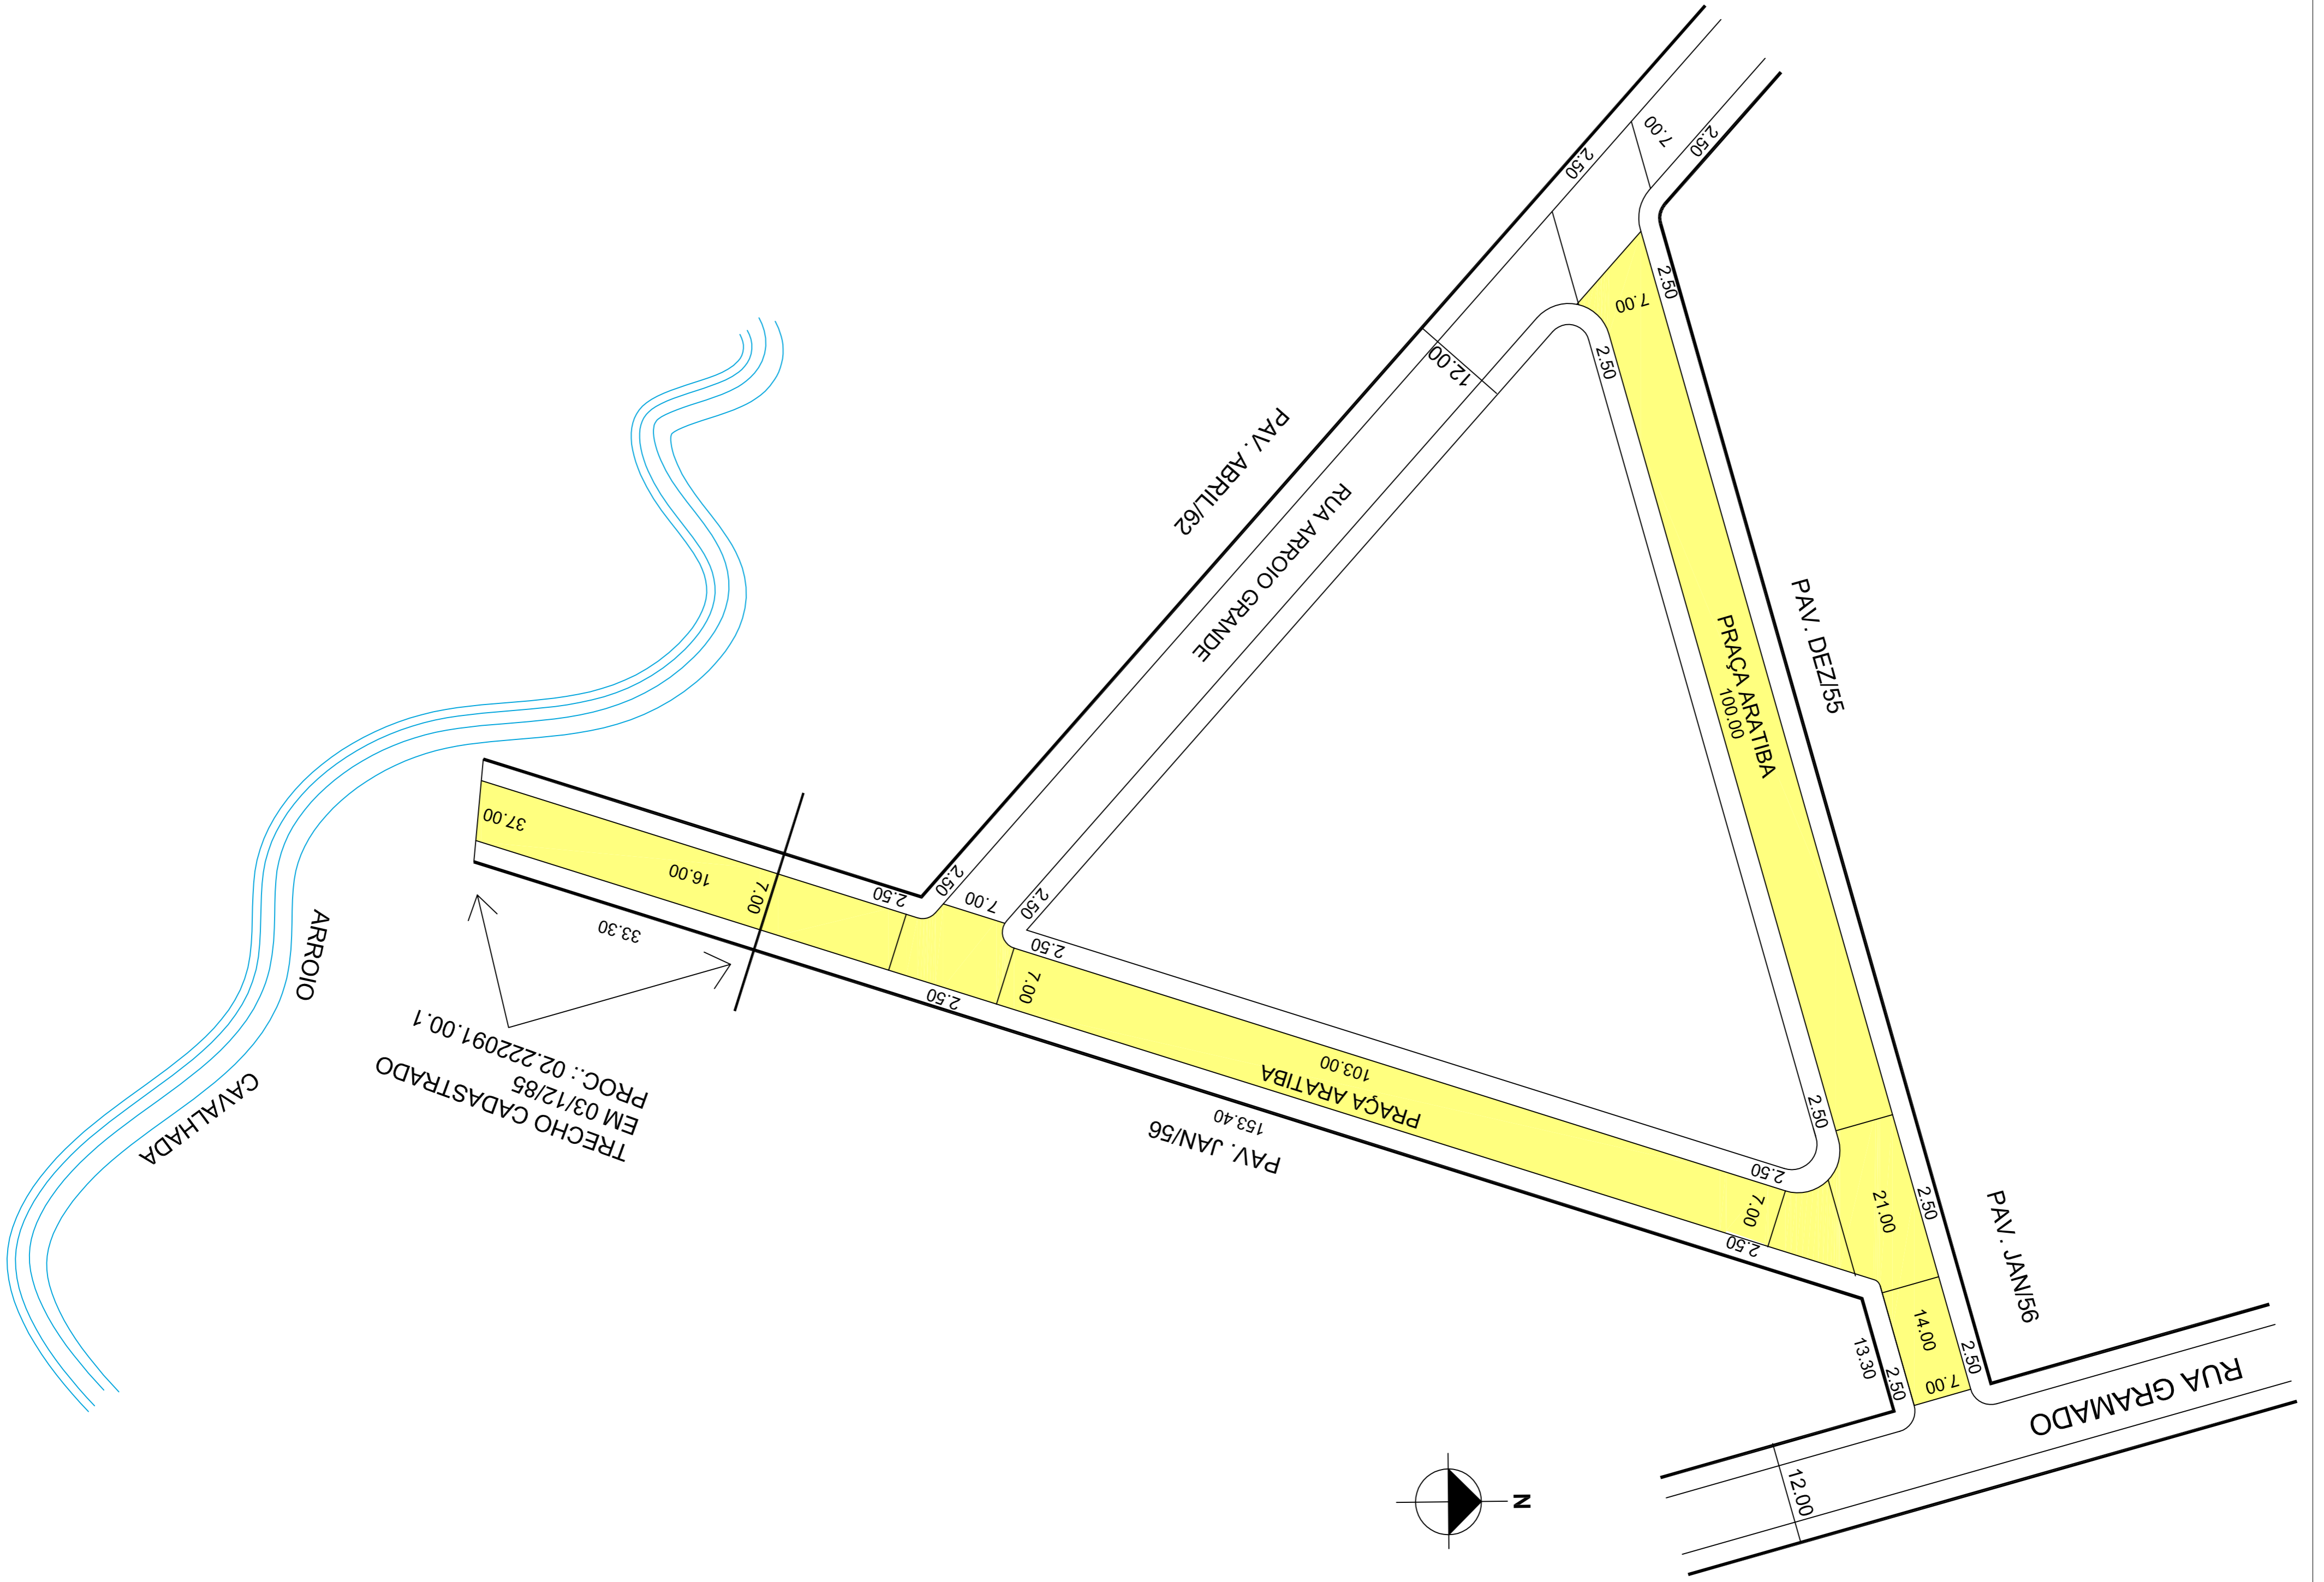 7.00
2.50
2.50
2.50
7.00
12.00
2.50
PAV. ABRIL/62
RUA ARROIO GRANDE
PAV. DEZ/55
PRAÇA ARATIBA
100.00
37.00
16.00
7.00
2.50
2.50
7.00
2.50
2.50
33.30
2.50
7.00
ARROIO
CAVALHADA
TRECHO CADASTRADO
EM 03/12/85
PROC.: 02.222091.00.1
103.00
PRAÇA ARATIBA
153.40
PAV. JAN/56
2.50
2.50
7.00
2.50
21.00
2.50
PAV. JAN/56
14.00
13.30
2.50
7.00
2.50
RUA GRAMADO
12.00
N